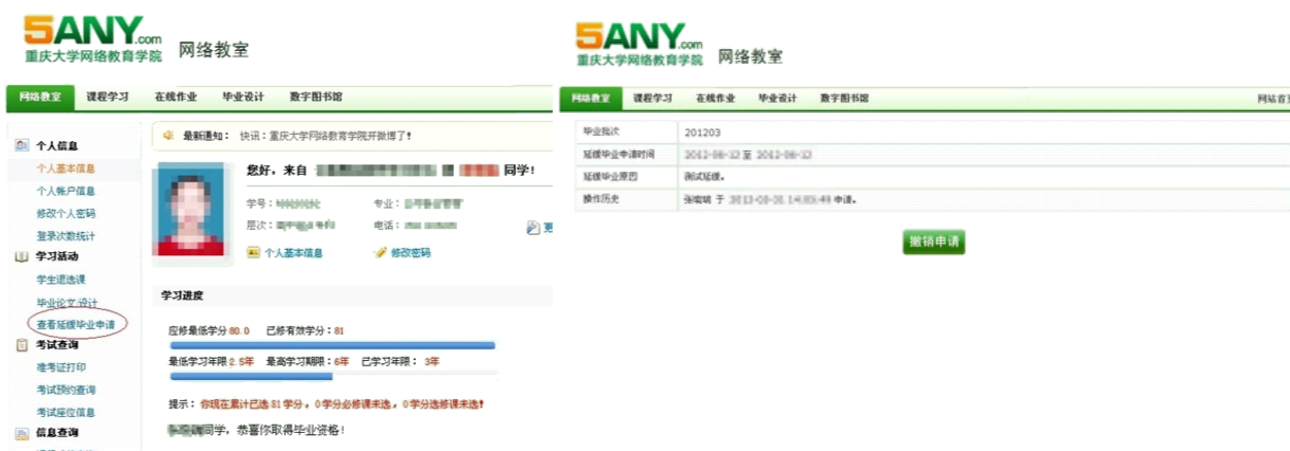 5ANY.com
重庆大学网络教育学院
网络教室
网络教室 课程学习 在线作业 毕业设计 数字图书馆
个人信息
个人基本信息
个人帐户信息
修改个人密码
登录次数统计
学习活动
学生退选课
毕业论文设计
查看延缓毕业申请
考试查询
准考证打印
考试预约查询
考试座位信息
信息查询
最新通知: 快讯:重庆大学网络教育学院开微博了!
您好，来自 同学!
学号: 专业:
层次: 电话:
更
个人基本信息 修改密码
学习进度
应修最低学分 80.0 已修有效学分:81
最低学习年限 2.5年 最高学习期限:6年 已学习年限: 3年
提示: 你现在累计已选 81 学分，0学分必修课未选，0学分选修课未选!
同学，恭喜你取得毕业资格!
5ANY.com
重庆大学网络教育学院
网络教室
网络教室 课程学习 在线作业 毕业设计 数字图书馆
网站首页
毕业批次 201203
延缓毕业申请时间 至
延缓毕业原因 测试延缓。
操作历史 于 申请。
撤销申请